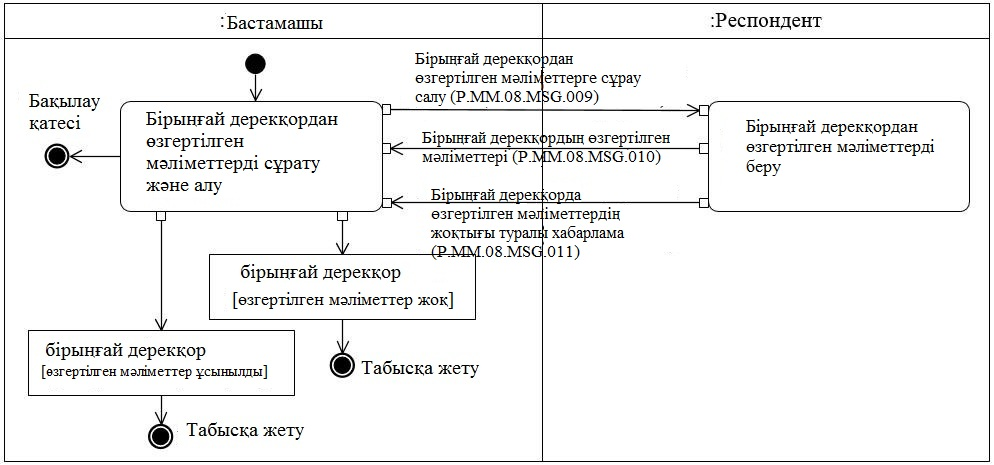 :Бастамашы
:Респондент
Бірыңғай дерекқордан
өзгертілген мәліметтерге сұрау
салу (P.MM.08.MSG.009)
Бақылау
қатесі
Бірыңғай дерекқордан
өзгертілген
мәліметтерді сұрату
және алу
Бірыңғай дерекқордың өзгертілген
мәліметтері (P.MM.08.MSG.010)
Бірыңғай дерекқордан
өзгертілген мәліметтерді
беру
Бірыңғай дерекқорда
өзгертілген мәліметтердің
жоқтығы туралы хабарлама
(P.MM.08.MSG.011)
бірыңғай дерекқор
[өзгертілген мәліметтер жоқ]
бірыңғай дерекқор
[өзгертілген мәліметтер ұсынылды]
Табысқа жету
Табысқа жету